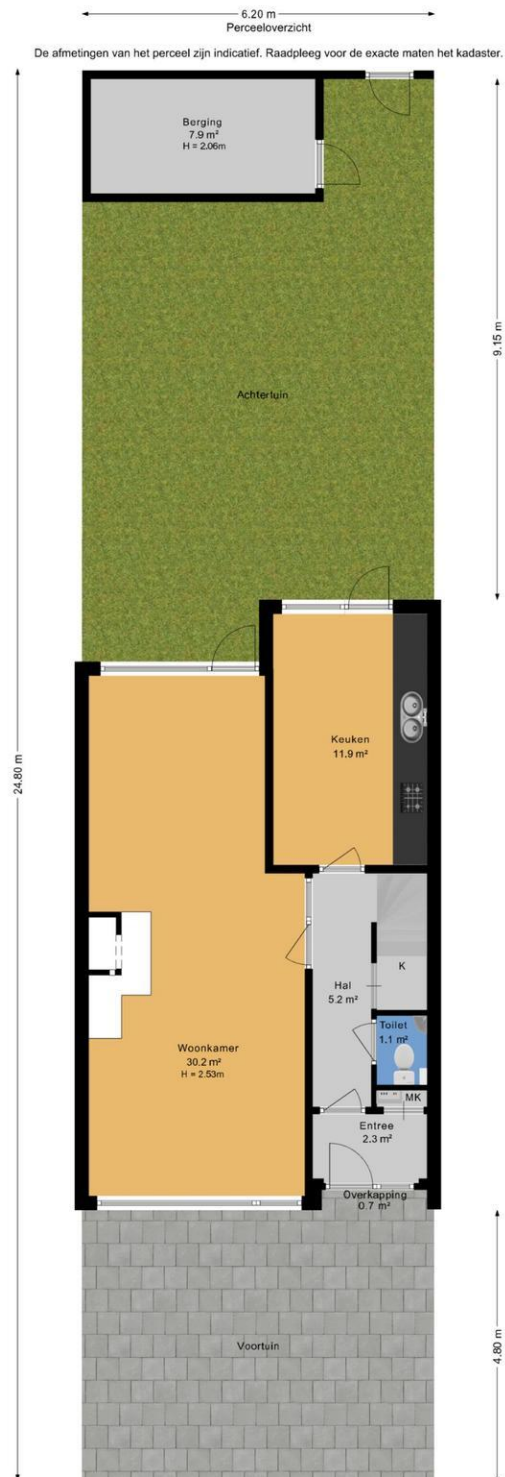 6.20 m
Perceeloverzicht
De afmetingen van het perceel zijn indicatief. Raadpleeg voor de exacte maten het kadaster.
Berging
7.9 m²
H = 2.06m
9.15 m
Achtertuin
24.80 m
Keuken
11.9 m²
K
Hal
5.2 m²
Toilet
1.1 m²
Woonkamer
30.2 m²
H = 2.53m
MK
Entree
2.3 m²
Overkapping
0.7 m²
Voortuin
4.80 m